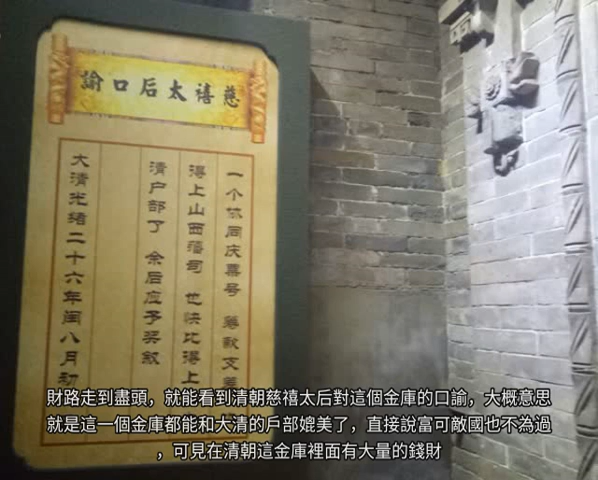 慈禧太后口諭
一个协同庆票号 筹款支差
得上山西藩司 也快比得上
清户部了 余后应予奖叙
大清光绪二十六年闰八月初
財路走到盡頭，就能看到清朝慈禧太后對這個金庫的口諭，大概意思
就是這一個金庫都能和大清的戶部媲美了，直接說富可敵國也不為過
，可見在清朝這金庫裡面有大量的錢財